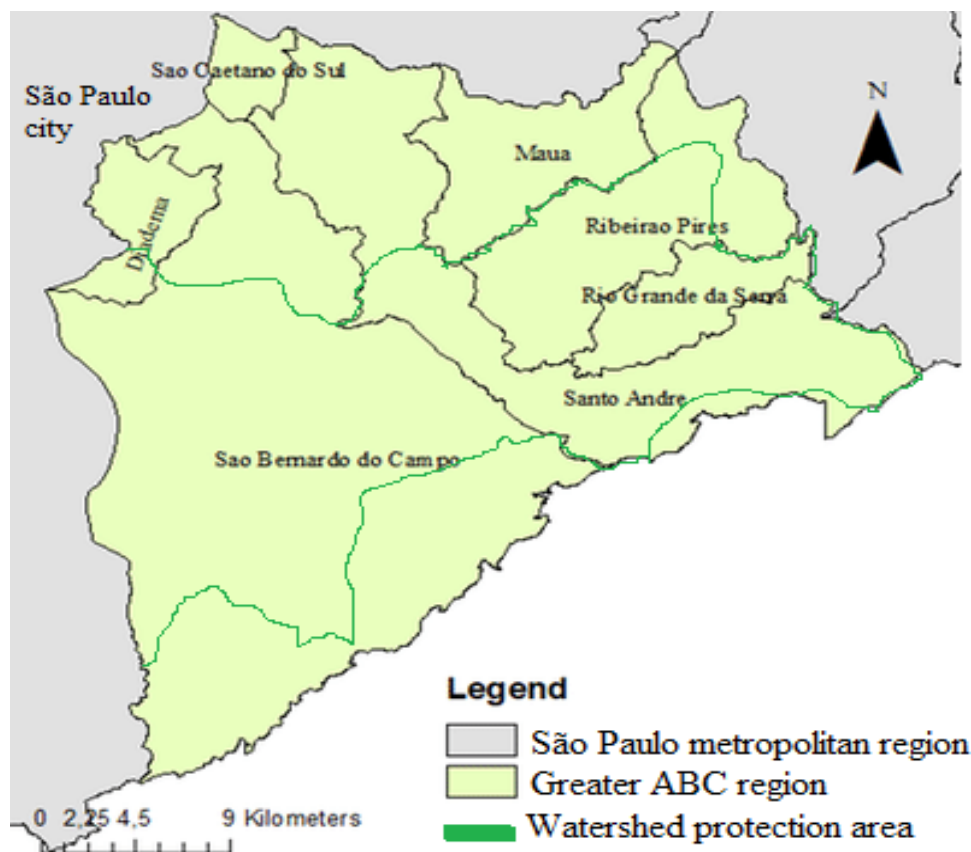 Sao Caetano do Sul
São Paulo
city
N
Maua
Diadema
Ribeirao Pires
Rio Grande da Serra
Santo Andre
Sao Bernardo do Campo
Legend
São Paulo metropolitan region
Greater ABC region
Watershed protection area
0 2,25 4,5 9 Kilometers